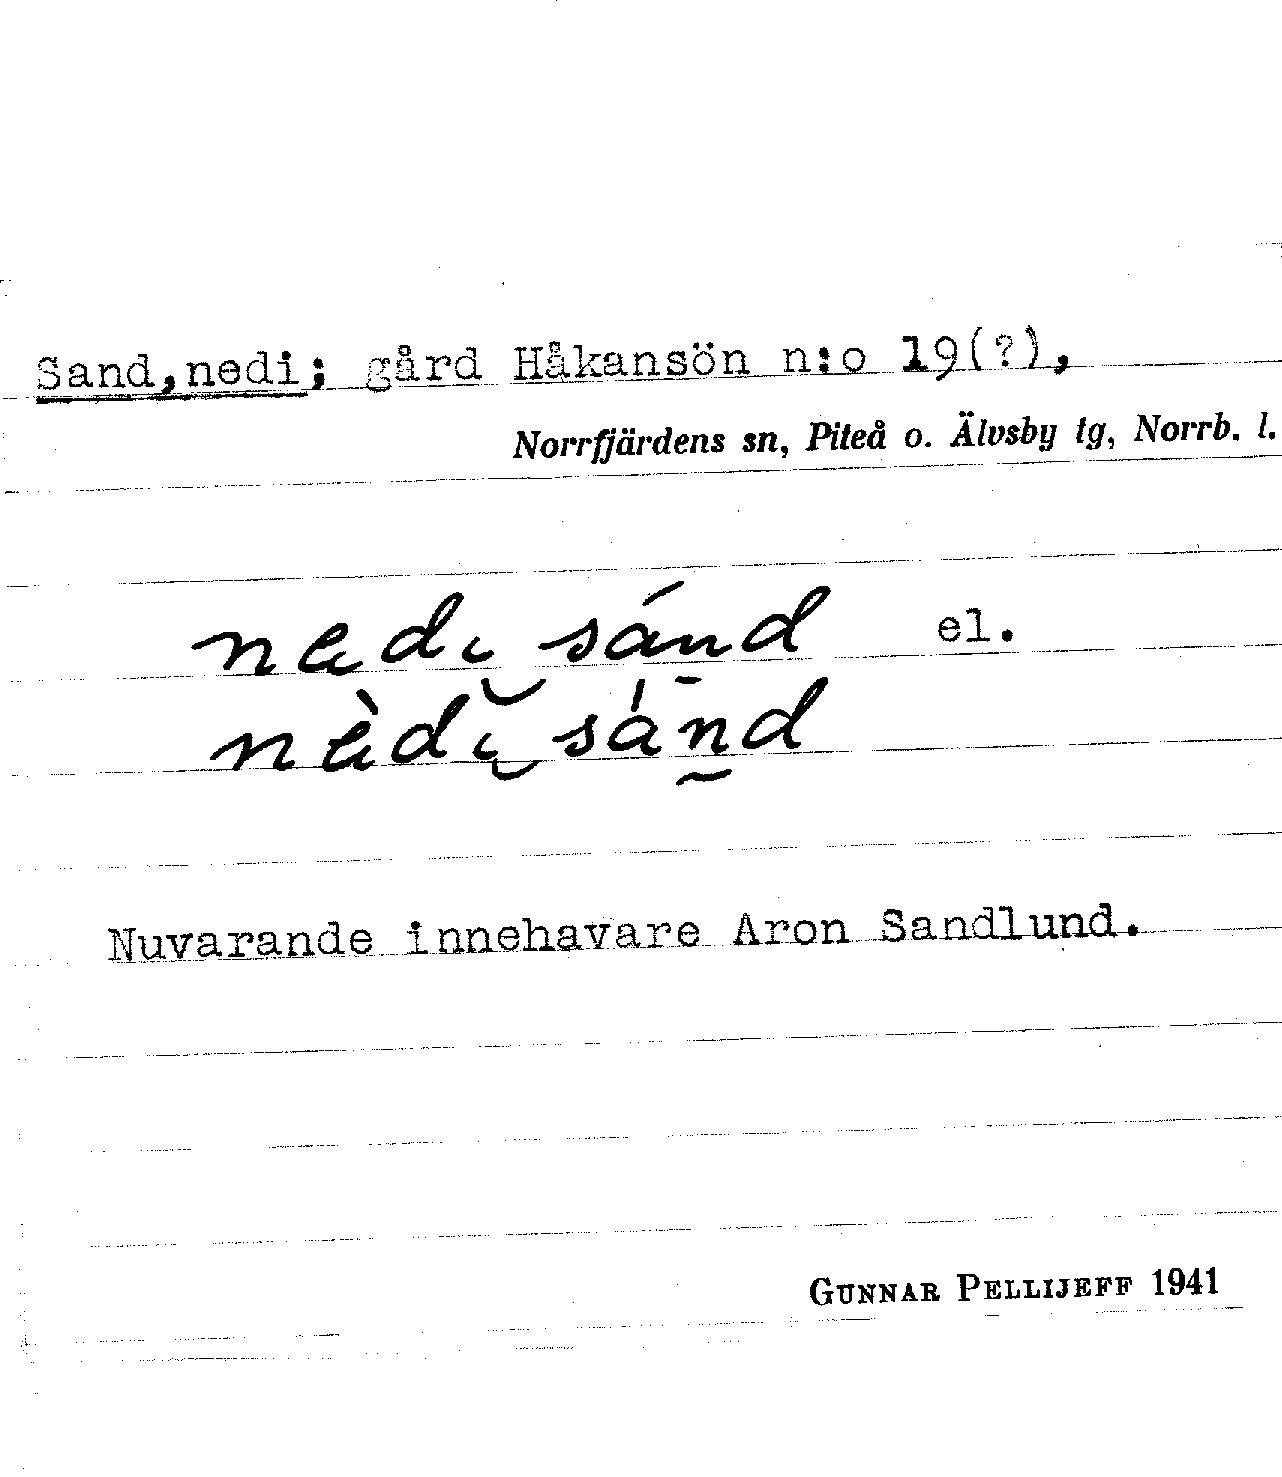 Sand,nedi; gård Håkansön n:o 19(?),
Norrfjärdens sn, Piteå o. Älvsby tg, Norrb. l.
nedi sánd el.
nèdi sánd
Nuvarande innehavare Aron Sandlund.
GUNNAR PELLIJEFF 1941